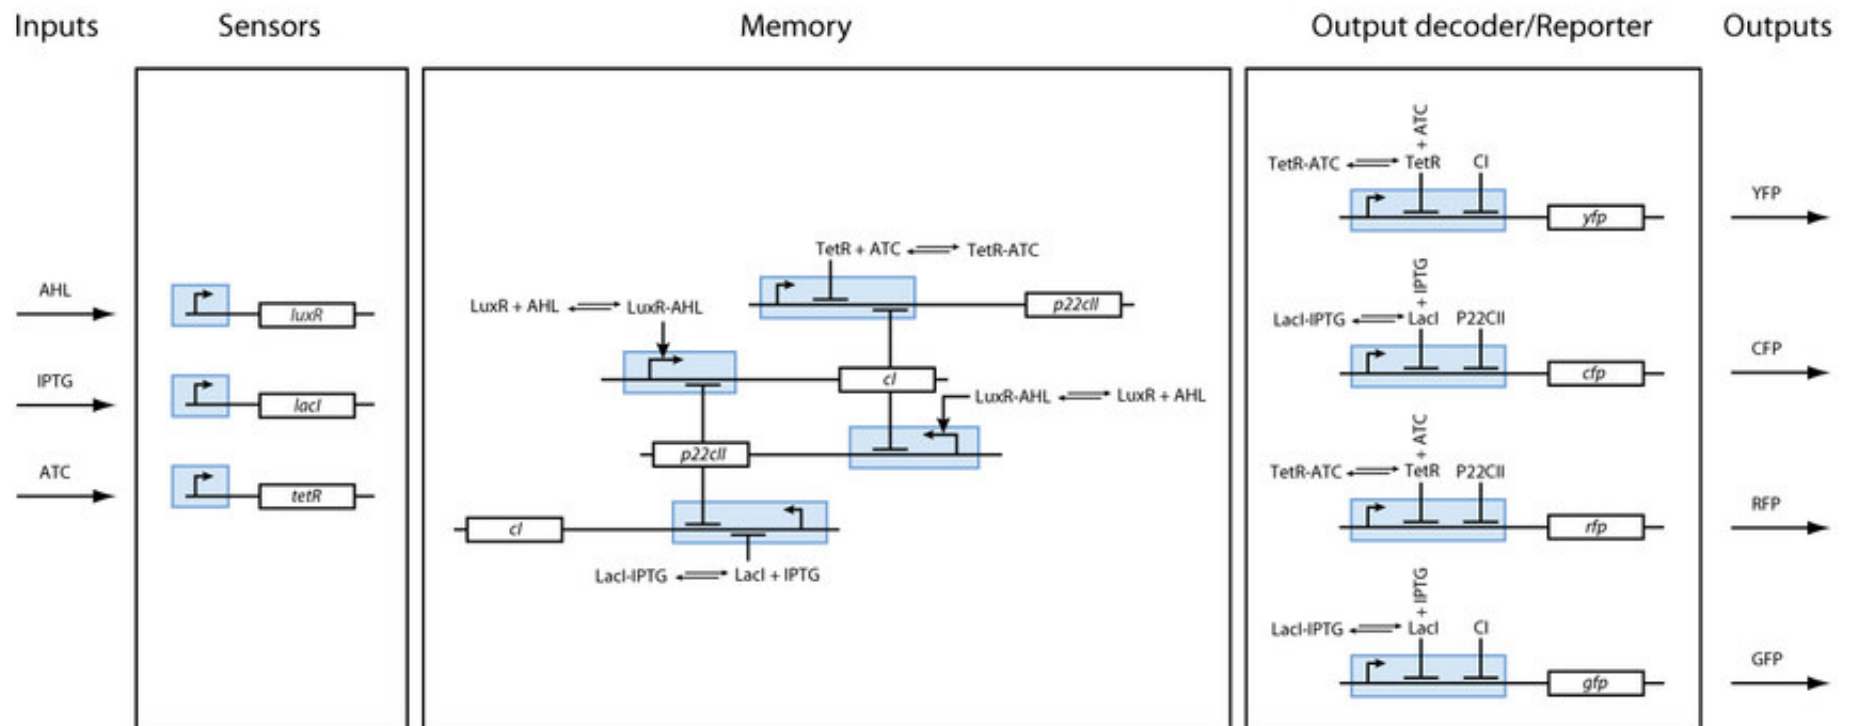 Inputs
Sensors
Memory
Output decoder/Reporter
Outputs
AHL
IPTG
ATC
luxR
lacI
tetR
TetR + ATC
TetR-ATC
p22cII
LuxR + AHL
LuxR-AHL
cI
LuxR-AHL
LuxR + AHL
p22cII
cI
LacI-IPTG
LacI + IPTG
+ ATC
TetR-ATC
TetR
CI
yfp
YFP
+ IPTG
LacI-IPTG
LacI
P22CII
cfp
CFP
+ ATC
TetR-ATC
TetR
P22CII
rfp
RFP
+ IPTG
LacI-IPTG
LacI
CI
gfp
GFP